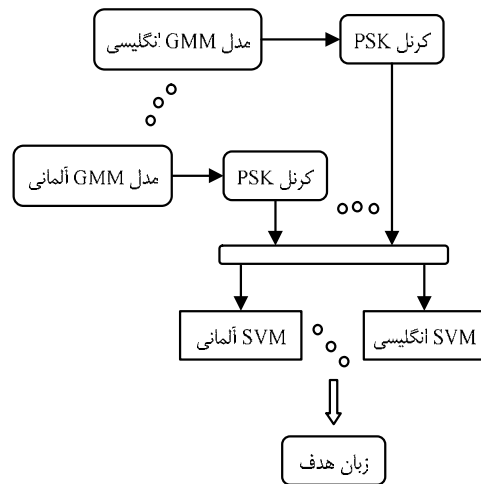 مدل GMM انگلیسی
کرنل PSK
مدل GMM آلمانی
کرنل PSK
SVM انگلیسی
SVM آلمانی
زبان هدف